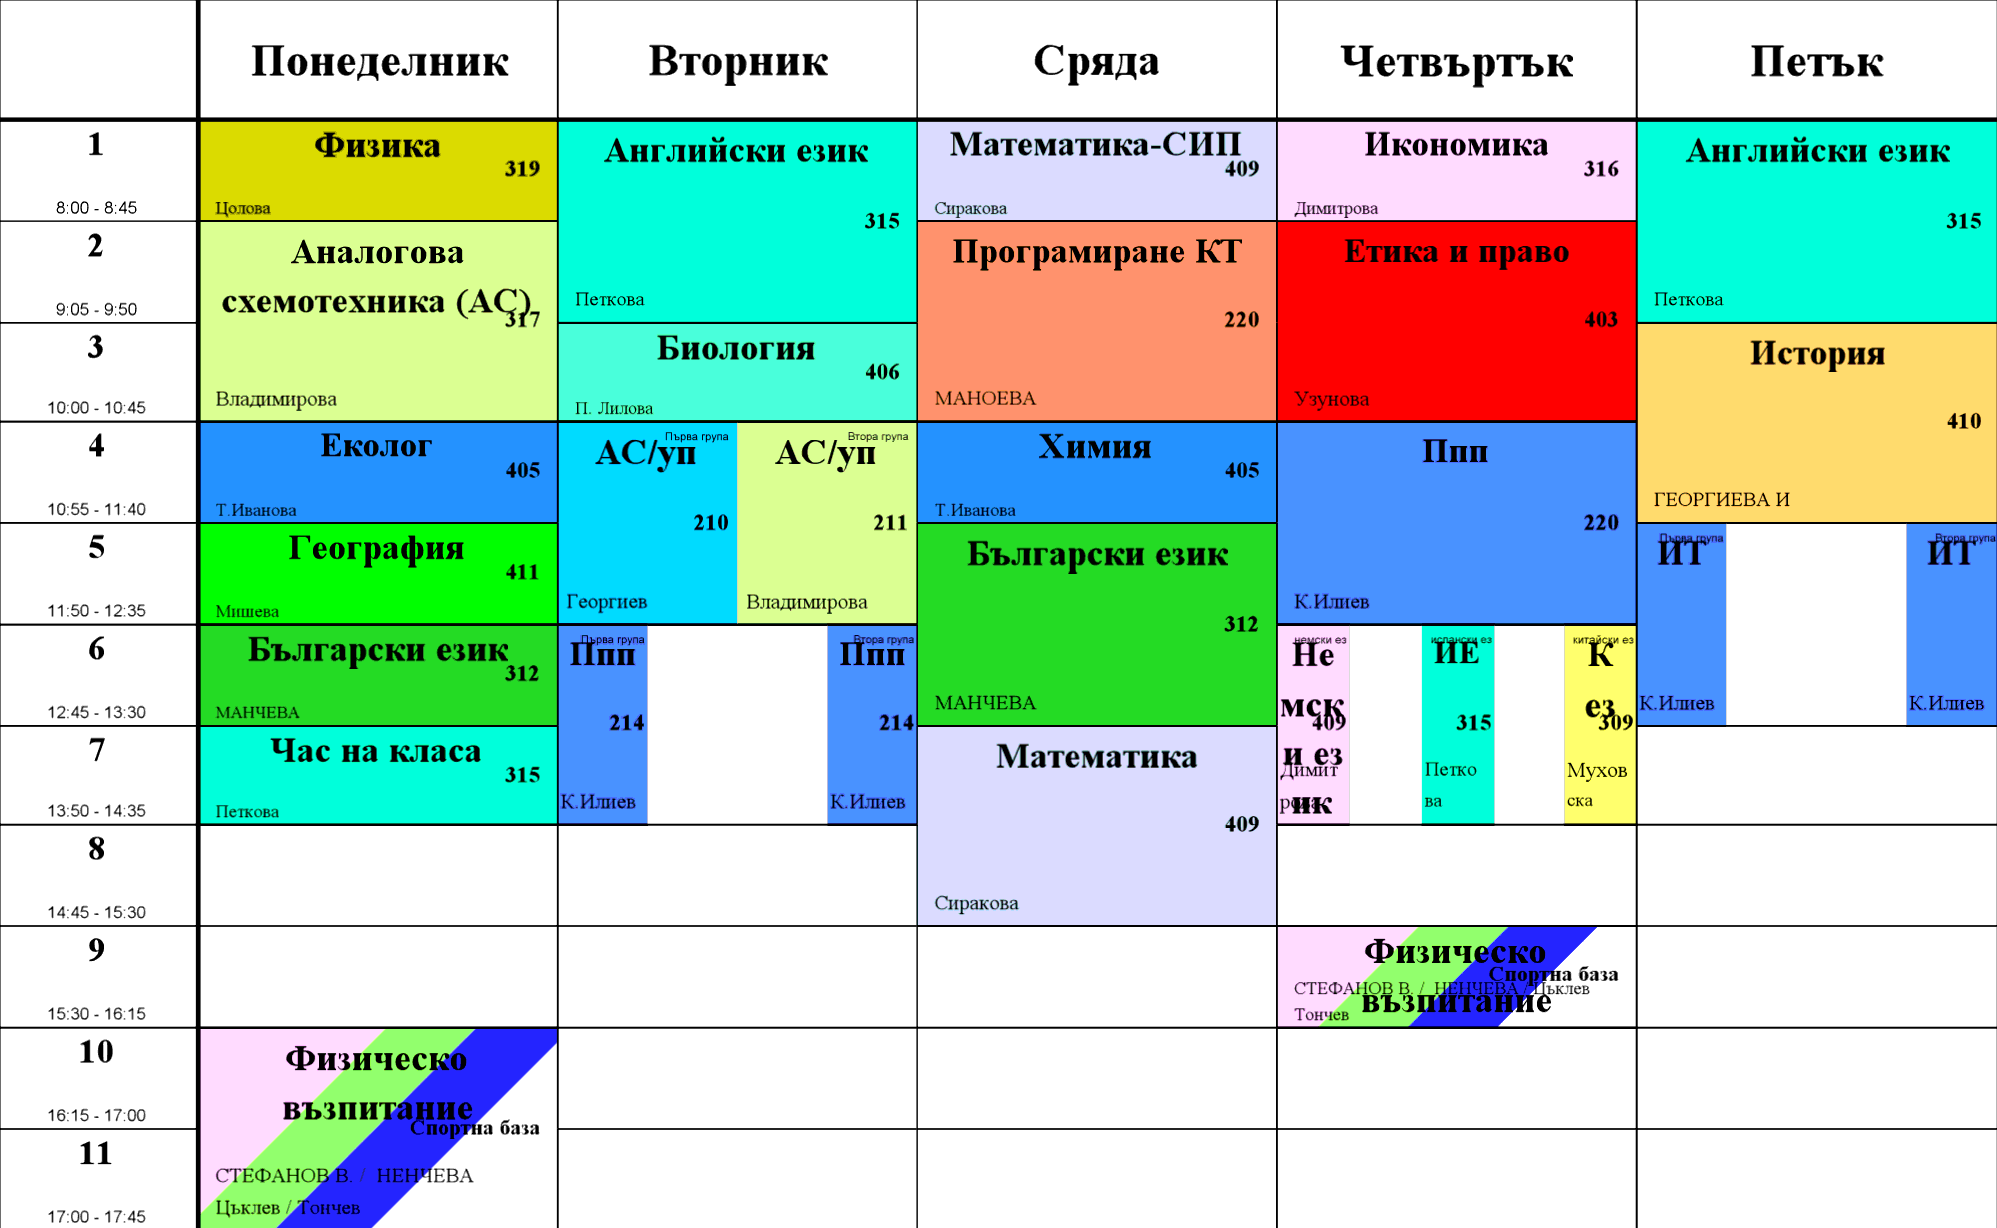 Понеделник
Вторник
Сряда
Четвъртък
Петък
1
8:00 - 8:45
Физика
319
Цолова
Английски език
315
Петкова
Математика-СИП
409
Сиракова
Икономика
316
Димитрова
Английски език
315
Петкова
2
9:05 - 9:50
Аналогова
схемотехника (АС)
317
Владимирова
Програмиране КТ
220
МАНОЕВА
Етика и право
403
Узунова
3
10:00 - 10:45
Биология
406
П. Лилова
История
410
ГЕОРГИЕВА И
4
10:55 - 11:40
Еколог
405
Т.Иванова
Първа група
АС/уп
210
Георгиев
Втора група
АС/уп
211
Владимирова
Химия
405
Т.Иванова
Ппп
220
К.Илиев
5
11:50 - 12:35
География
411
Мишева
Български език
312
МАНЧЕВА
Първа група
ИТ
К.Илиев
Втора група
ИТ
К.Илиев
6
12:45 - 13:30
Български език
312
МАНЧЕВА
Първа група
Ппп
214
К.Илиев
Втора група
Ппп
214
К.Илиев
немски ез
Не
мск
и ез
ик
409
Димит
рова
испански ез
ИЕ
315
Петко
ва
китайски ез
К
ез
309
Мухов
ска
7
13:50 - 14:35
Час на класа
315
Петкова
Математика
409
Сиракова
8
14:45 - 15:30
9
15:30 - 16:15
Физическо
възпитание
Спортна база
СТЕФАНОВ В. / НЕНЧЕВА / Цъклев
Тончев
10
16:15 - 17:00
Физическо
възпитание
Спортна база
СТЕФАНОВ В. / НЕНЧЕВА
Цъклев / Тончев
11
17:00 - 17:45